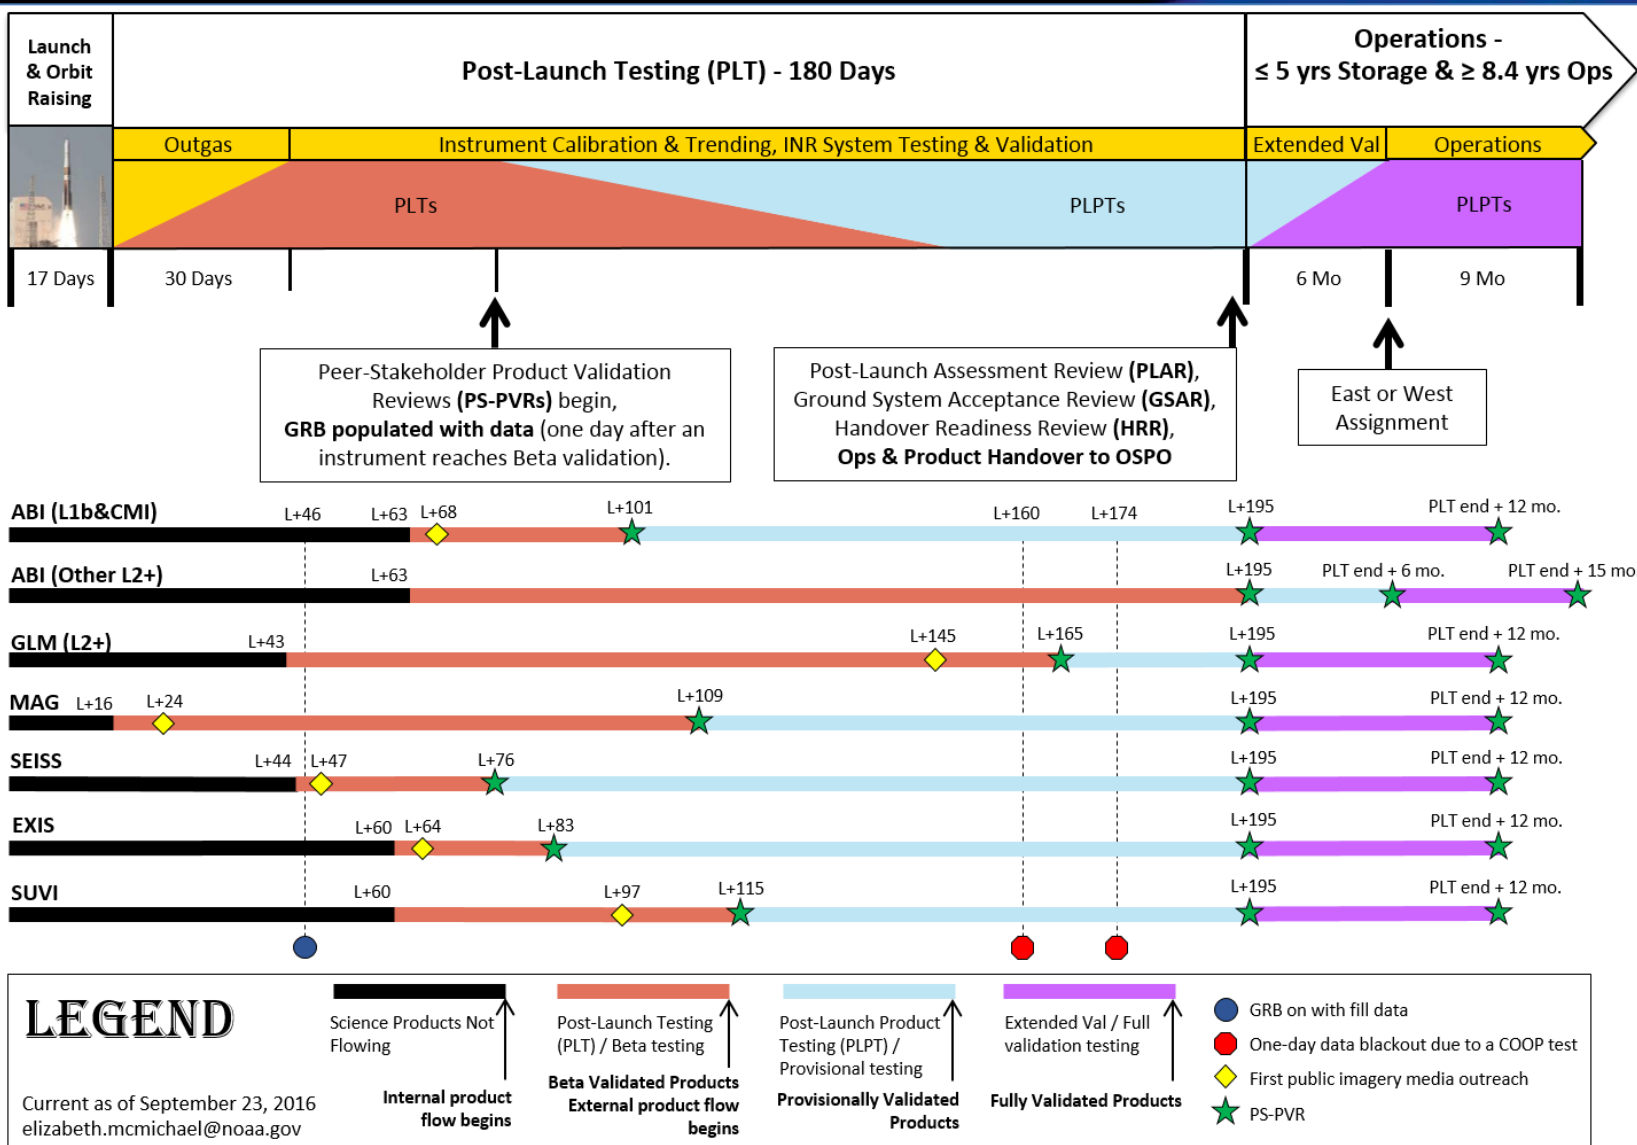 Launch
& Orbit
Raising
Post-Launch Testing (PLT) - 180 Days
Operations -
≤ 5 yrs Storage & ≥ 8.4 yrs Ops
Outgas
Instrument Calibration & Trending, INR System Testing & Validation
Extended Val
Operations
PLTs
PLPTs
PLPTs
17 Days
30 Days
6 Mo
9 Mo
Peer-Stakeholder Product Validation
Reviews (PS-PVRs) begin,
GRB populated with data (one day after an
instrument reaches Beta validation).
Post-Launch Assessment Review (PLAR),
Ground System Acceptance Review (GSAR),
Handover Readiness Review (HRR),
Ops & Product Handover to OSPO
East or West
Assignment
ABI (L1b&CMI)
L+46
L+63
L+68
L+101
L+160
L+174
L+195
PLT end + 12 mo.
ABI (Other L2+)
L+63
L+195
PLT end + 6 mo.
PLT end + 15 mo
GLM (L2+)
L+43
L+145
L+165
L+195
PLT end + 12 mo.
MAG
L+16
L+24
L+109
L+195
PLT end + 12 mo.
SEISS
L+44
L+47
L+76
L+195
PLT end + 12 mo.
EXIS
L+60
L+64
L+83
L+195
PLT end + 12 mo.
SUVI
L+60
L+97
L+115
L+195
PLT end + 12 mo.
LEGEND
Current as of September 23, 2016
elizabeth.mcmichael@noaa.gov
Science Products Not
Flowing
Internal product
flow begins
Post-Launch Testing
(PLT) / Beta testing
Beta Validated Products
External product flow
begins
Post-Launch Product
Testing (PLPT) /
Provisional testing
Provisionally Validated
Products
Extended Val / Full
validation testing
Fully Validated Products
GRB on with fill data
One-day data blackout due to a COOP test
First public imagery media outreach
PS-PVR